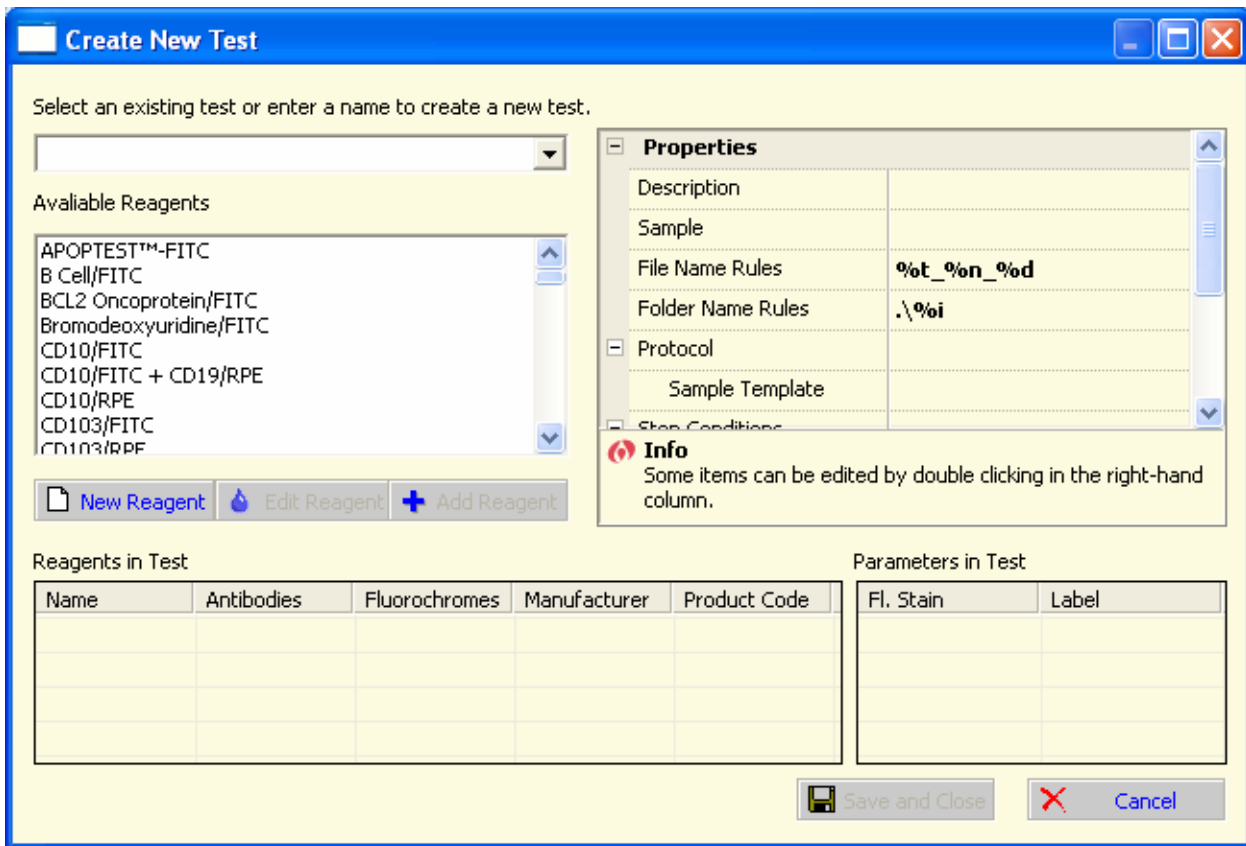 Create New Test
Select an existing test or enter a name to create a new test.
Avaliable Reagents
APOPTEST™-FITC
B Cell/FITC
BCL2 Oncoprotein/FITC
Bromodeoxyuridine/FITC
CD10/FITC
CD10/FITC + CD19/RPE
CD10/RPE
CD103/FITC
CD103/RPE
New Reagent Edit Reagent Add Reagent
Properties
Description
Sample
File Name Rules %t_%n_%d
Folder Name Rules .\%i
Protocol
Sample Template
Stop Conditions
Info
Some items can be edited by double clicking in the right-hand
column.
Reagents in Test
Name Antibodies Fluorochromes Manufacturer Product Code
Parameters in Test
Fl. Stain Label
Save and Close Cancel